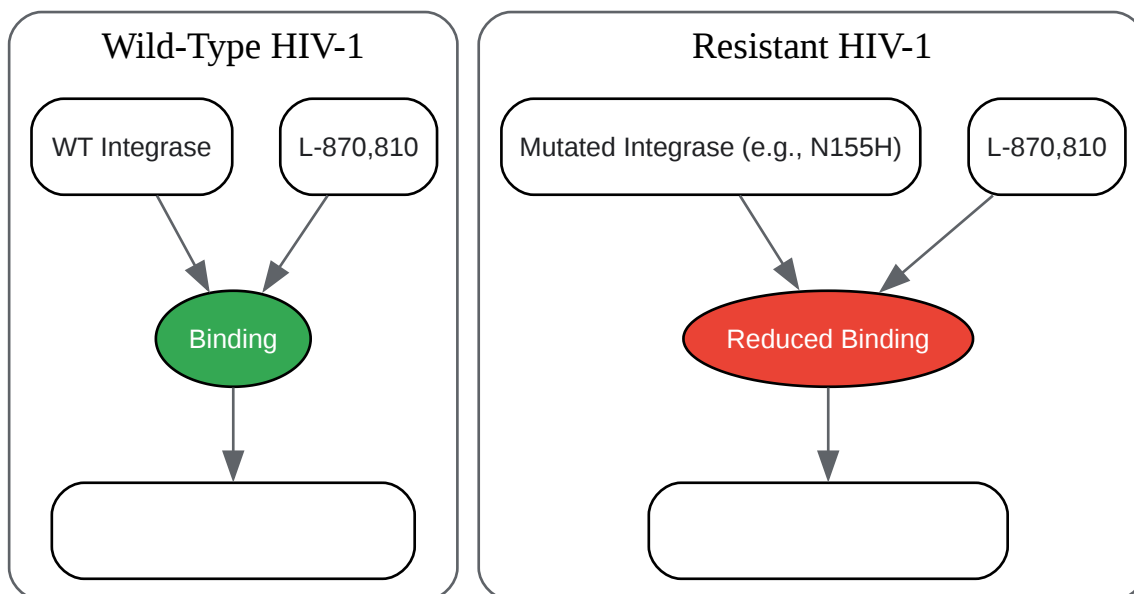 Wild-Type HIV-1
WT Integrase
L-870,810
Binding
Resistant HIV-1
Mutated Integrase (e.g., N155H)
L-870,810
Reduced Binding